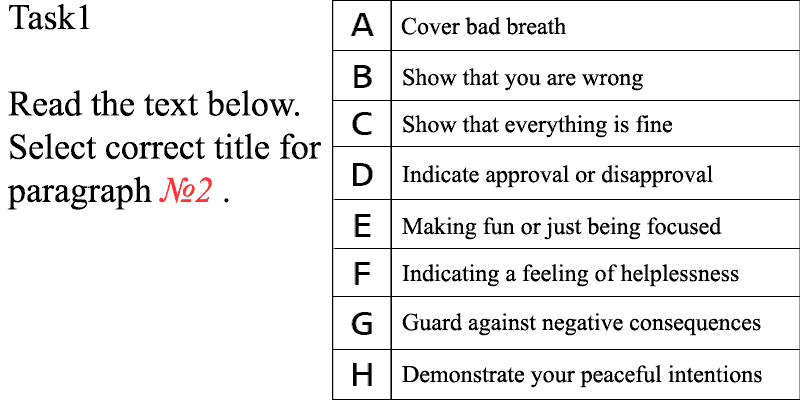 Task1
Read the text below.
Select correct title for
paragraph №2 .
A Cover bad breath
B Show that you are wrong
C Show that everything is fine
D Indicate approval or disapproval
E Making fun or just being focused
F Indicating a feeling of helplessness
G Guard against negative consequences
H Demonstrate your peaceful intentions